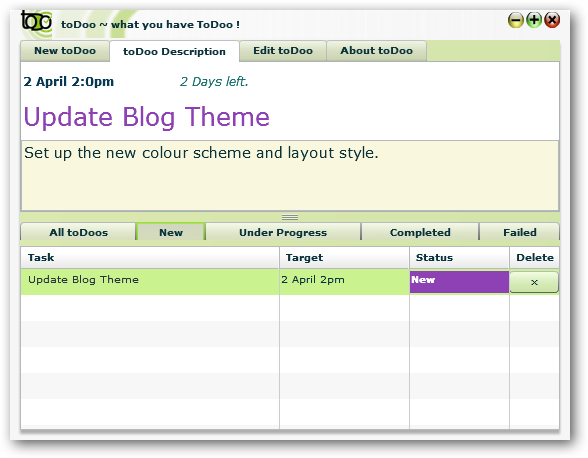 toDoo toDoo ~ what you have ToDoo !
New toDoo toDoo Description Edit toDoo About toDoo
2 April 2:0pm 2 Days left.
Update Blog Theme
Set up the new colour scheme and layout style.
All toDoos New Under Progress Completed Failed
Task Target Status Delete
Update Blog Theme 2 April 2pm New x